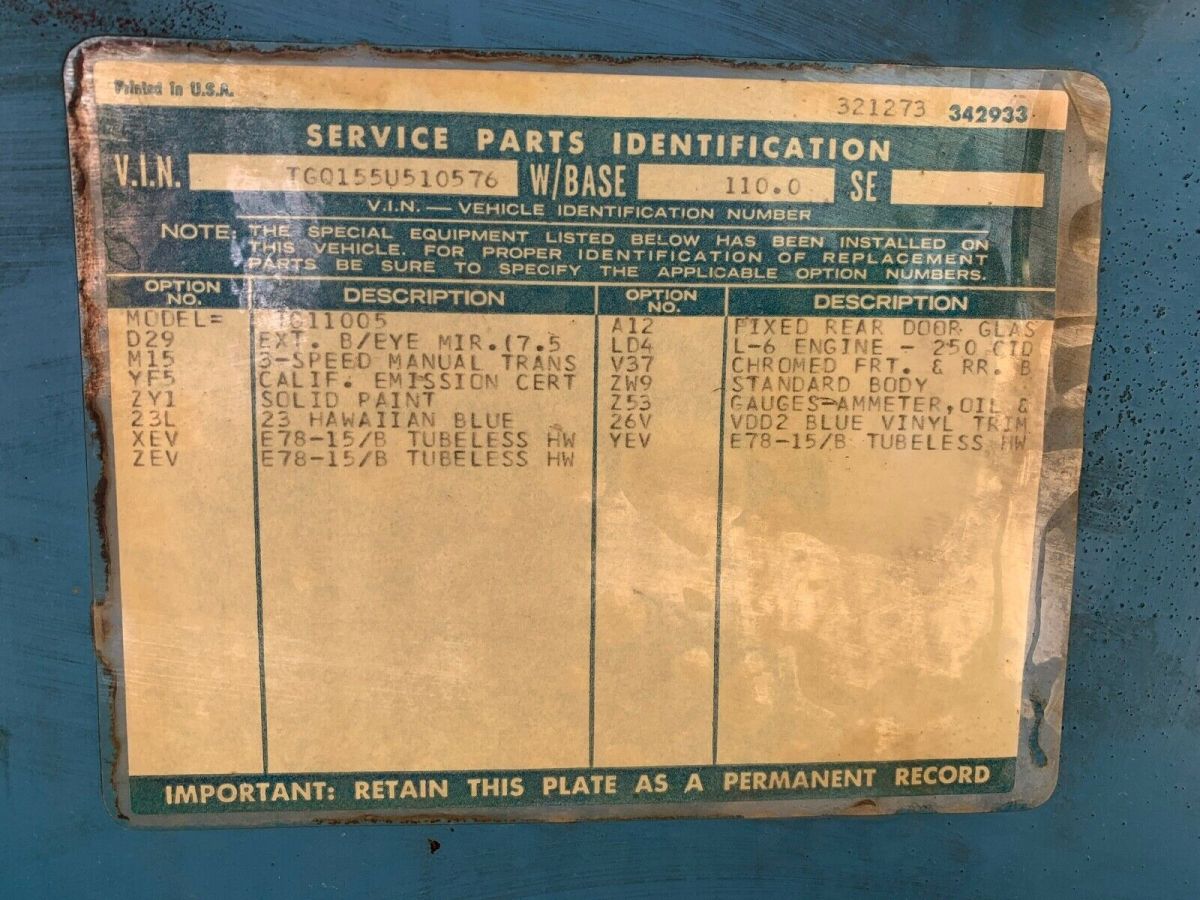 Printed in U.S.A.
321273 342933
SERVICE PARTS IDENTIFICATION
V.I.N. TGQ155U510576 W/BASE 110.0 SE
V.I.N. — VEHICLE IDENTIFICATION NUMBER
NOTE: THE SPECIAL EQUIPMENT LISTED BELOW HAS BEEN INSTALLED ON
THIS VEHICLE. FOR PROPER IDENTIFICATION OF REPLACEMENT
PARTS BE SURE TO SPECIFY THE APPLICABLE OPTION NUMBERS.
OPTION NO. DESCRIPTION OPTION NO. DESCRIPTION
MODEL= TG11005 A12 FIXED REAR DOOR GLAS
D29 EXT. B/EYE MIR.(7.5 LD4 L-6 ENGINE - 250 CID
M15 3-SPEED MANUAL TRANS V37 CHROMED FRT. & RR. B
YF5 CALIF. EMISSION CERT ZW9 STANDARD BODY
ZY1 SOLID PAINT Z53 GAUGES-AMMETER,OIL &
23L 23 HAWAIIAN BLUE 26V VDD2 BLUE VINYL TRIM
XEV E78-15/B TUBELESS HW YEV E78-15/B TUBELESS HW
ZEV E78-15/B TUBELESS HW
IMPORTANT: RETAIN THIS PLATE AS A PERMANENT RECORD